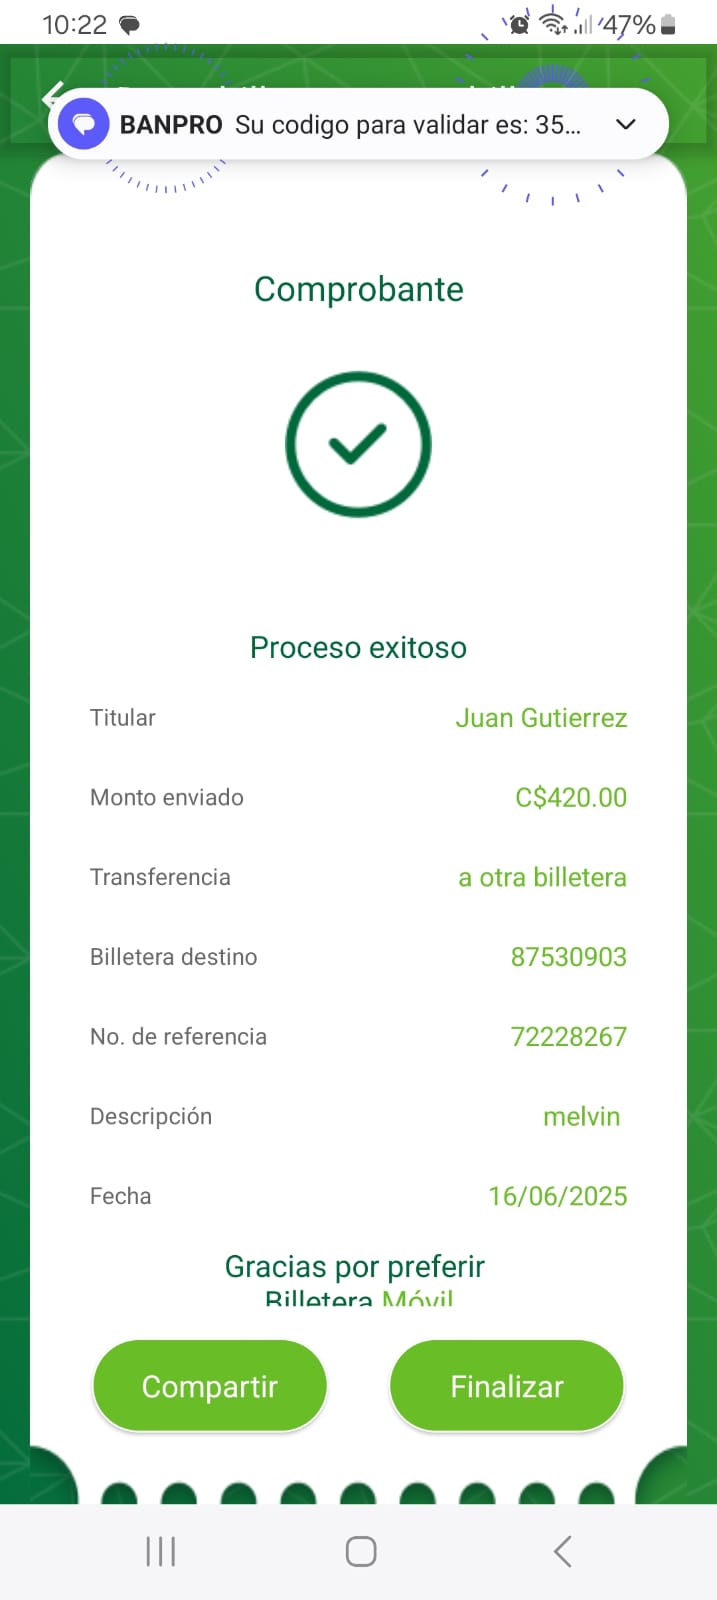 10:22
47%
BANPRO Su codigo para validar es: 35...
Comprobante
Proceso exitoso
Titular Juan Gutierrez
Monto enviado C$420.00
Transferencia a otra billetera
Billetera destino 87530903
No. de referencia 72228267
Descripción melvin
Fecha 16/06/2025
Gracias por preferir
Billetera Móvil
Compartir Finalizar